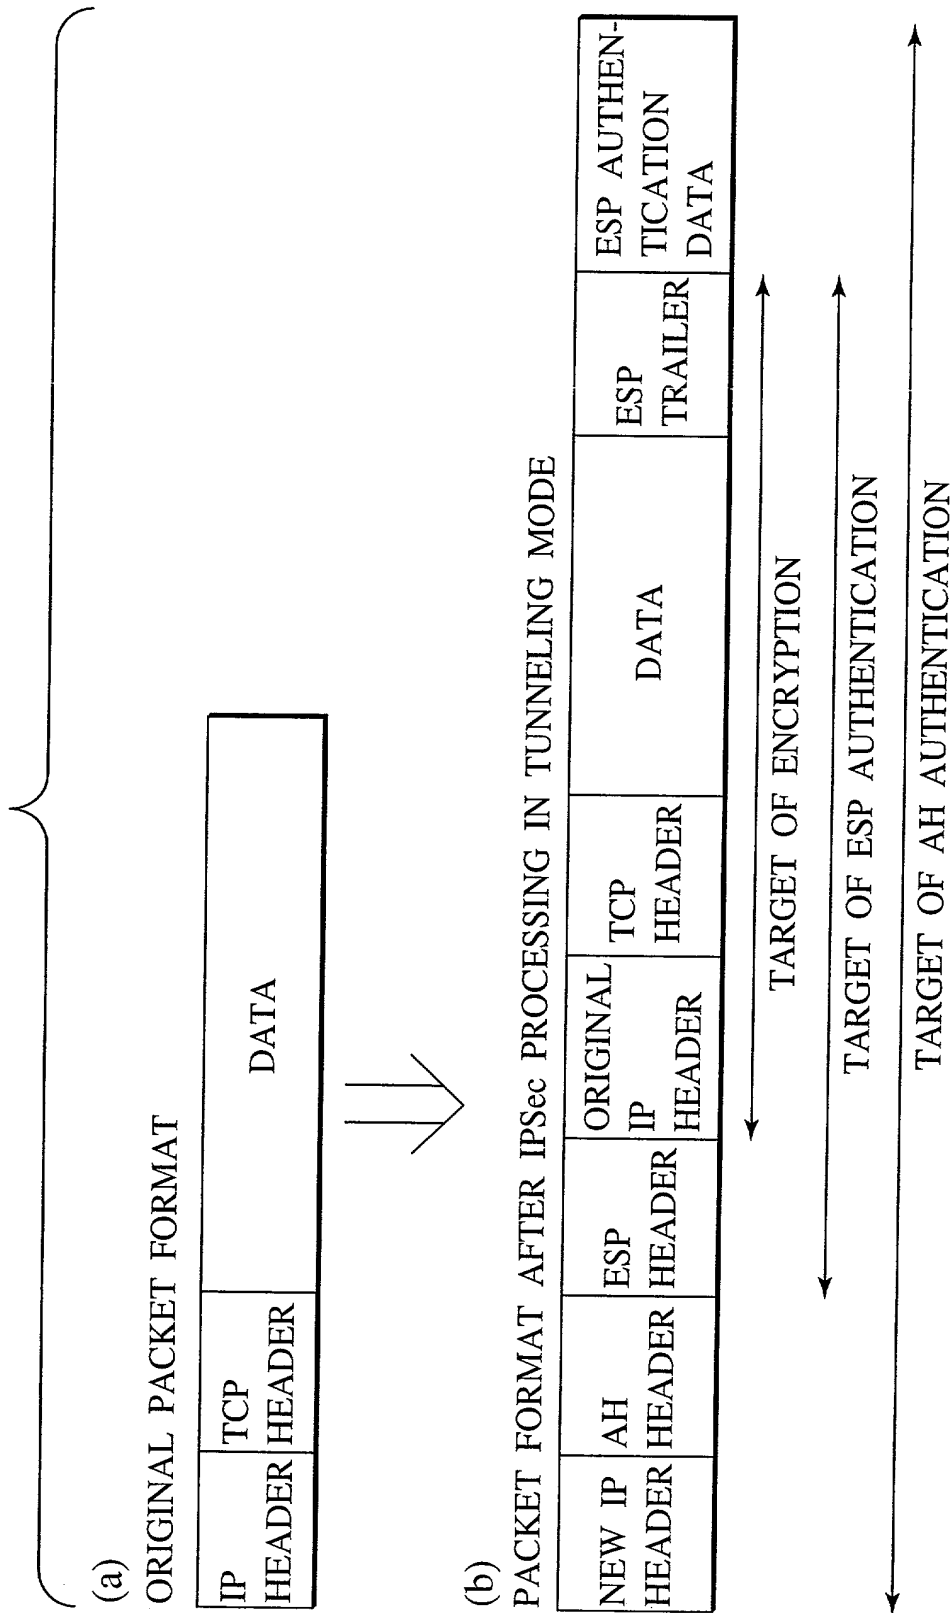 (a)
ORIGINAL PACKET FORMAT
IP
HEADER
TCP
HEADER
DATA
(b)
PACKET FORMAT AFTER IPSec PROCESSING IN TUNNELING MODE
NEW IP
HEADER
AH
HEADER
ESP
HEADER
ORIGINAL
IP
HEADER
TCP
HEADER
DATA
ESP
TRAILER
ESP AUTHEN-
TICATION
DATA
TARGET OF ENCRYPTION
TARGET OF ESP AUTHENTICATION
TARGET OF AH AUTHENTICATION